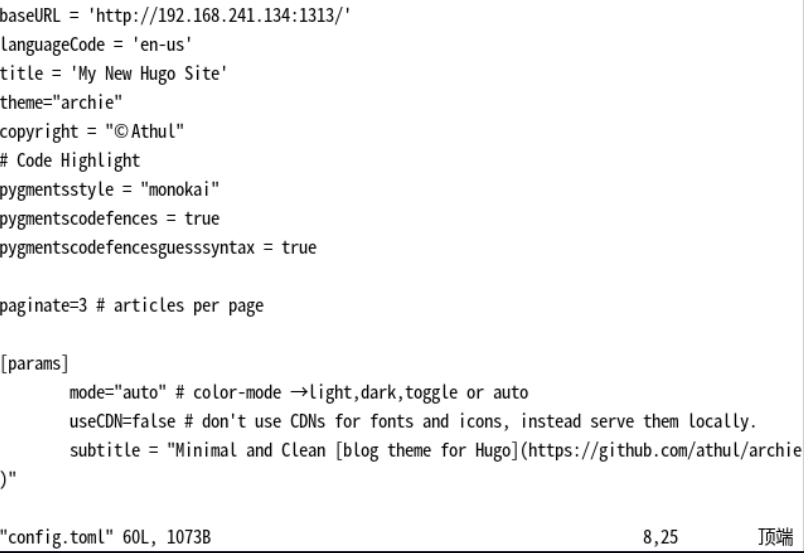 baseURL = 'http://192.168.241.134:1313/'
languageCode = 'en-us'
title = 'My New Hugo Site'
theme="archie"
copyright = "©Athul"
# Code Highlight
pygmentsstyle = "monokai"
pygmentscodefences = true
pygmentscodefencesguesssyntax = true

paginate=3 # articles per page

[params]
        mode="auto" # color-mode →light,dark,toggle or auto
        useCDN=false # don't use CDNs for fonts and icons, instead serve them locally.
        subtitle = "Minimal and Clean [blog theme for Hugo](https://github.com/athul/archie
)"

"config.toml" 60L, 1073B 8,25 顶端